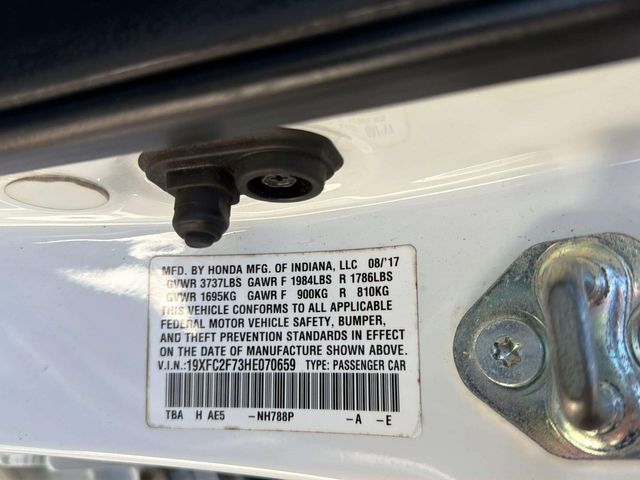 MFD. BY HONDA MFG. OF INDIANA, LLC 08/'17
GVWR 3737LBS GAWR F 1984LBS R 1786LBS
GVWR 1695KG GAWR F 900KG R 810KG
THIS VEHICLE CONFORMS TO ALL APPLICABLE
FEDERAL MOTOR VEHICLE SAFETY, BUMPER,
AND THEFT PREVENTION STANDARDS IN EFFECT
ON THE DATE OF MANUFACTURE SHOWN ABOVE.
V.I.N.:19XFC2F73HE070659 TYPE: PASSENGER CAR
TBA H AE5 -NH788P -A -E